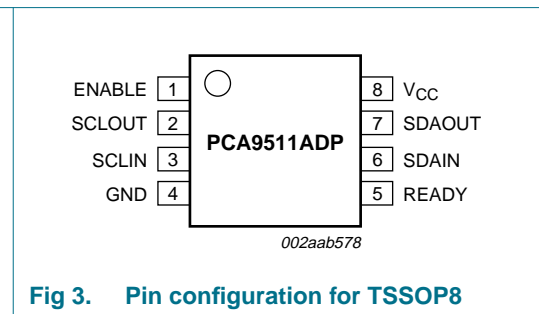 ENABLE 1 8 VCC
SCLOUT 2 7 SDAOUT
PCA9511ADP
SCLIN 3 6 SDAIN
GND 4 5 READY
002aab578
Fig 3. Pin configuration for TSSOP8